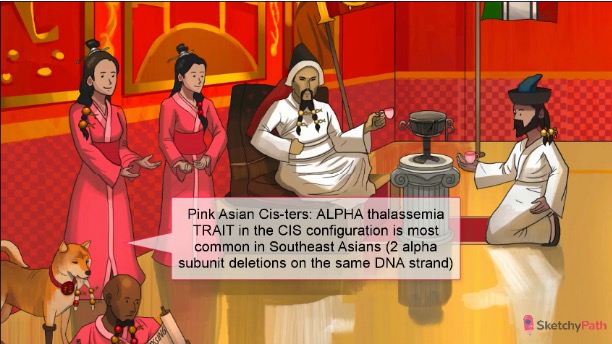 Pink Asian Cis-ters: ALPHA thalassemia
TRAIT in the CIS configuration is most
common in Southeast Asians (2 alpha
subunit deletions on the same DNA strand)
SketchyPath